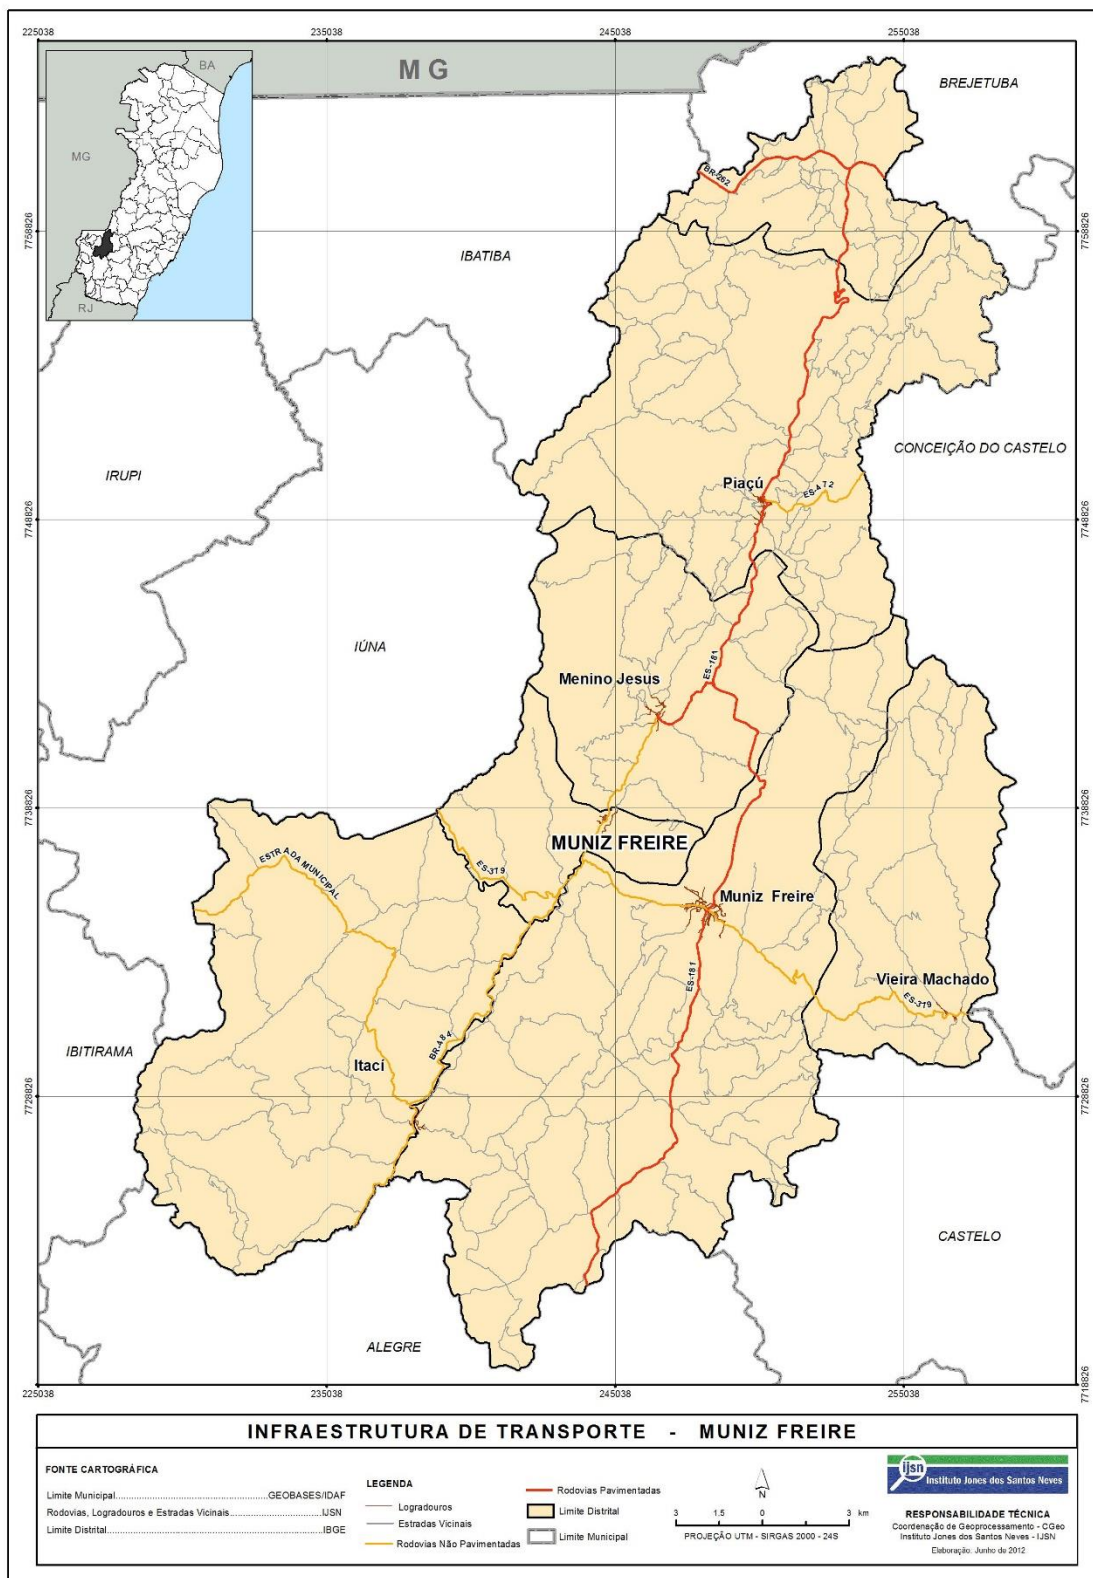 225038
235038
245038
255038
BA
MG
RJ
M G
BREJETUBA
BR-262
7758826
7758826
IBATIBA
CONCEIÇÃO DO CASTELO
IRUPI
Piaçú
ES-472
7748826
7748826
IÚNA
ES-181
Menino Jesus
7738826
7738826
MUNIZ FREIRE
ESTRADA MUNICIPAL
ES-379
Muniz Freire
Vieira Machado
ES-379
ES-181
IBITIRAMA
BR-484
Itací
7728826
7728826
CASTELO
ALEGRE
7718826
225038
235038
245038
255038
INFRAESTRUTURA DE TRANSPORTE - MUNIZ FREIRE
FONTE CARTOGRÁFICA
Limite Municipal.......................................GEOBASES/IDAF
Rodovias, Logradouros e Estradas Vicinais........................IJSN
Limite Distrital.......................................................IBGE
LEGENDA
Logradouros
Estradas Vicinais
Rodovias Não Pavimentadas
Rodovias Pavimentadas
Limite Distrital
Limite Municipal
N
3 1,5 0 3 km
PROJEÇÃO UTM - SIRGAS 2000 - 24S
ijsn
Instituto Jones dos Santos Neves
RESPONSABILIDADE TÉCNICA
Coordenação de Geoprocessamento - CGeo
Instituto Jones dos Santos Neves - IJSN
Elaboração: Junho de 2012